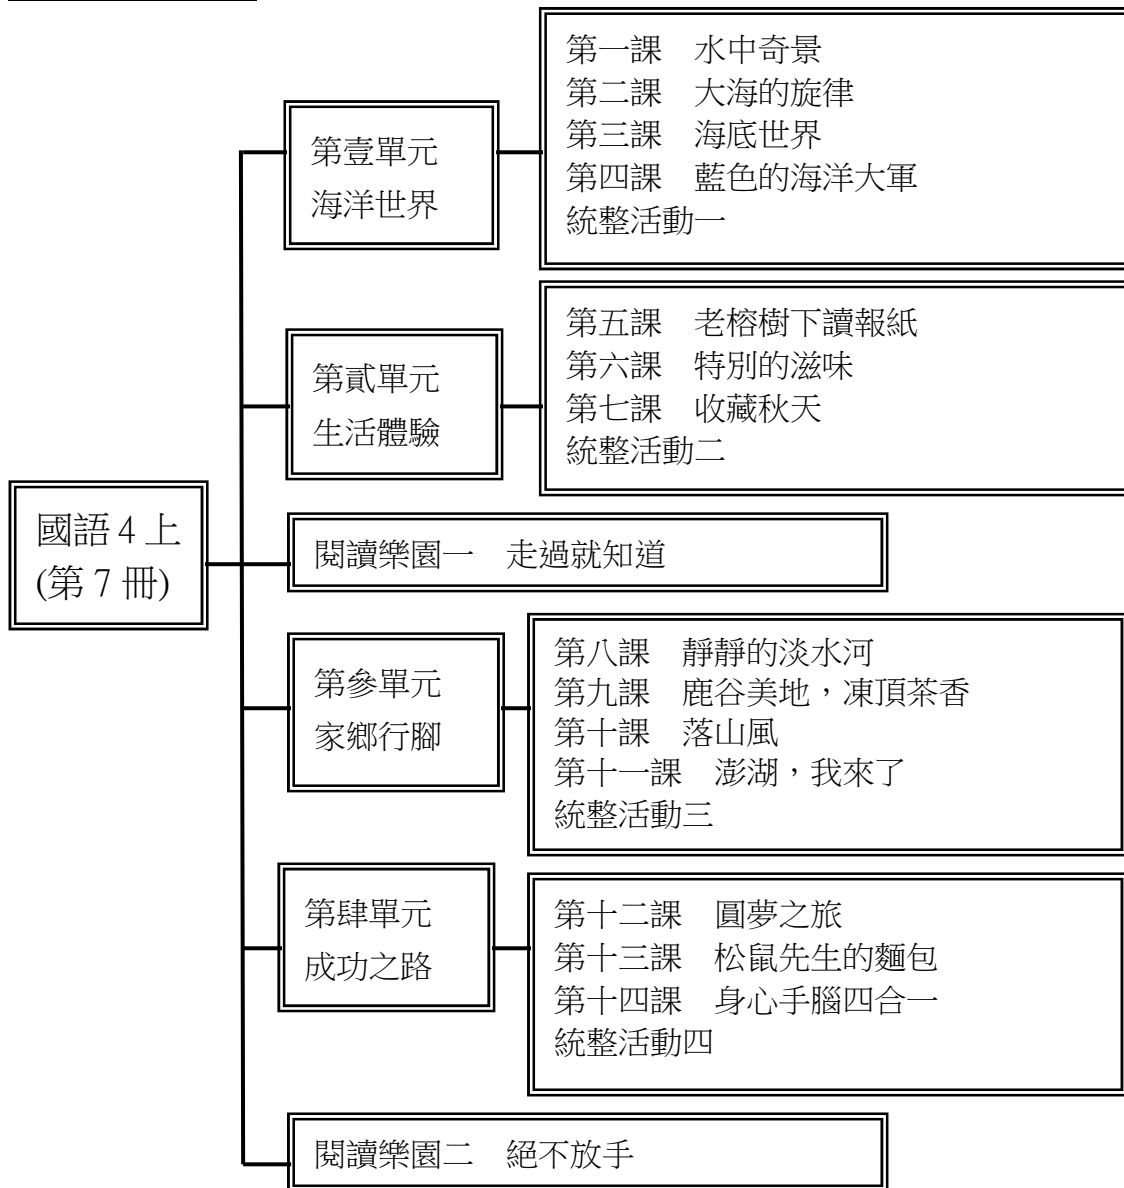 國語 4 上
(第 7 冊)
第壹單元
海洋世界
第一課　水中奇景
第二課　大海的旋律
第三課　海底世界
第四課　藍色的海洋大軍
統整活動一
第貳單元
生活體驗
第五課　老榕樹下讀報紙
第六課　特別的滋味
第七課　收藏秋天
統整活動二
閱讀樂園一　走過就知道
第參單元
家鄉行腳
第八課　靜靜的淡水河
第九課　鹿谷美地，凍頂茶香
第十課　落山風
第十一課　澎湖，我來了
統整活動三
第肆單元
成功之路
第十二課　圓夢之旅
第十三課　松鼠先生的麵包
第十四課　身心手腦四合一
統整活動四
閱讀樂園二　絕不放手